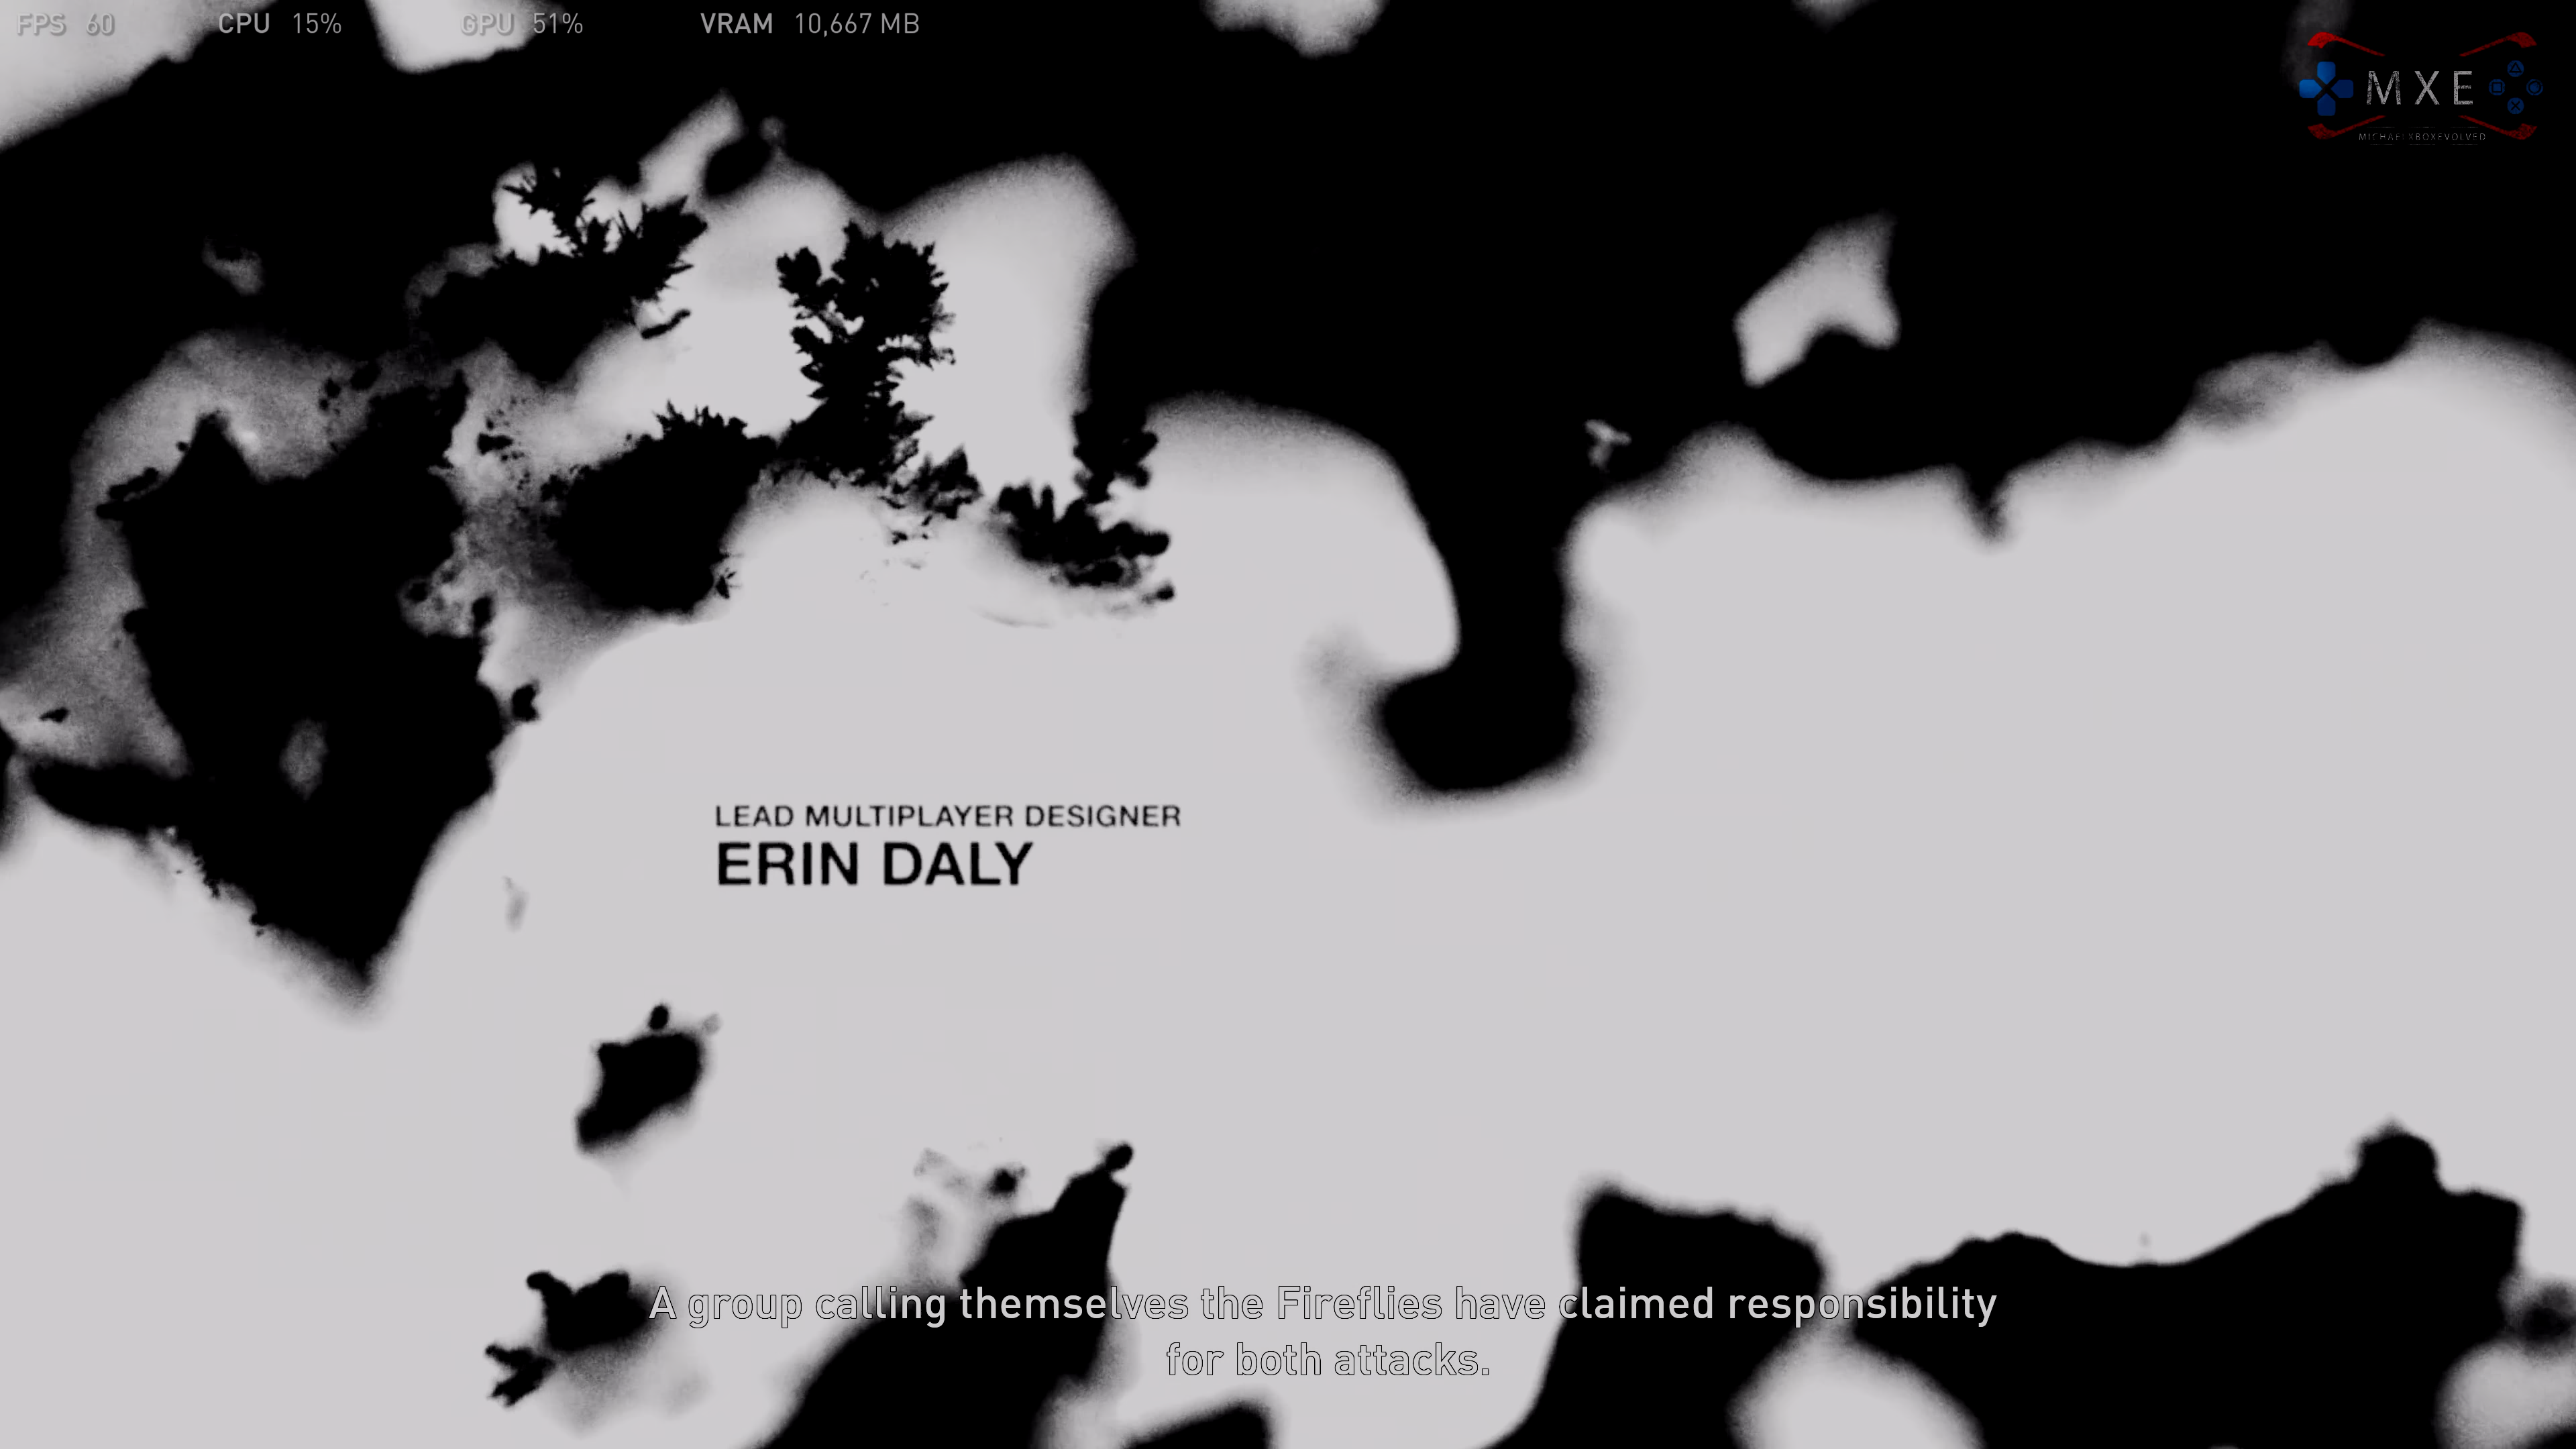 FPS 60 CPU 15% GPU 51% VRAM 10,667 MB
MXE
MICHAELXBOXEVOLVED
LEAD MULTIPLAYER DESIGNER
ERIN DALY
A group calling themselves the Fireflies have claimed responsibility
for both attacks.